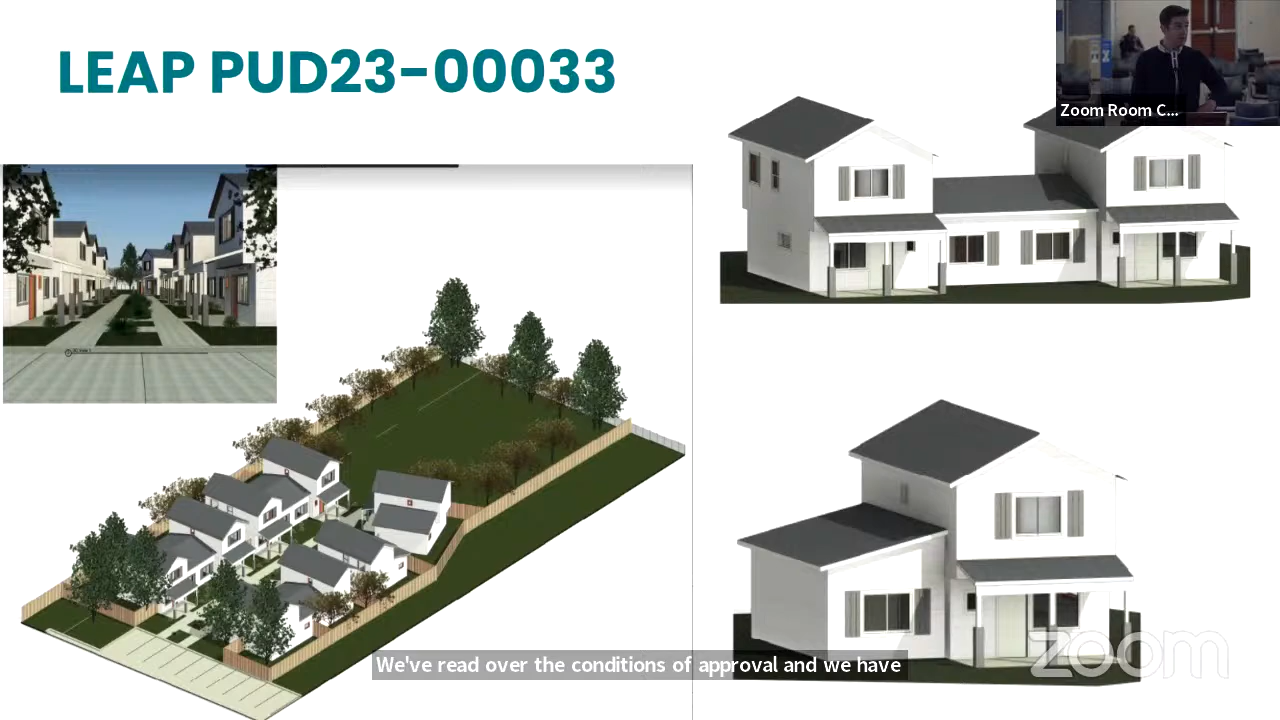 LEAP PUD23-00033
Zoom Room C...
We've read over the conditions of approval and we have
zoom